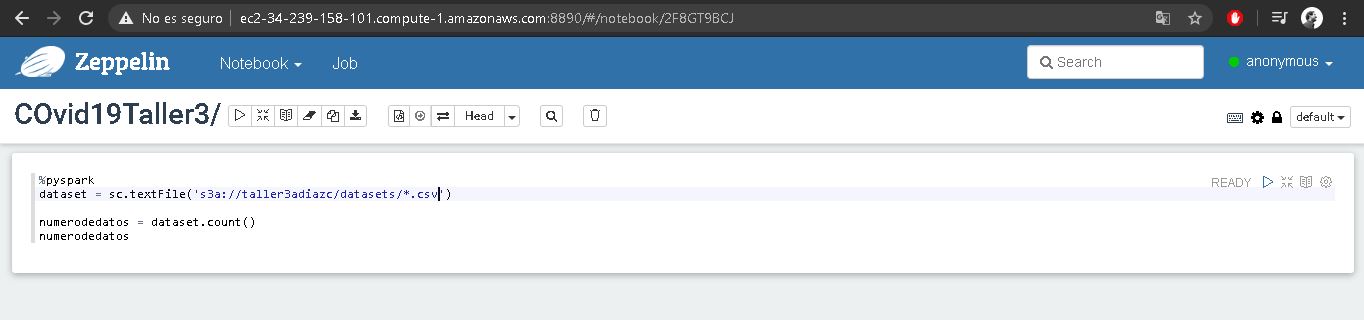 No es seguro | ec2-34-239-158-101.compute-1.amazonaws.com:8890/#/notebook/2F8GT9BCJ
Zeppelin Notebook Job Search anonymous
COvid19Taller3/ Head default
%pyspark
READY
dataset = sc.textFile('s3a://taller3adiazc/datasets/*.csv')
numerodedatos = dataset.count()
numerodedatos